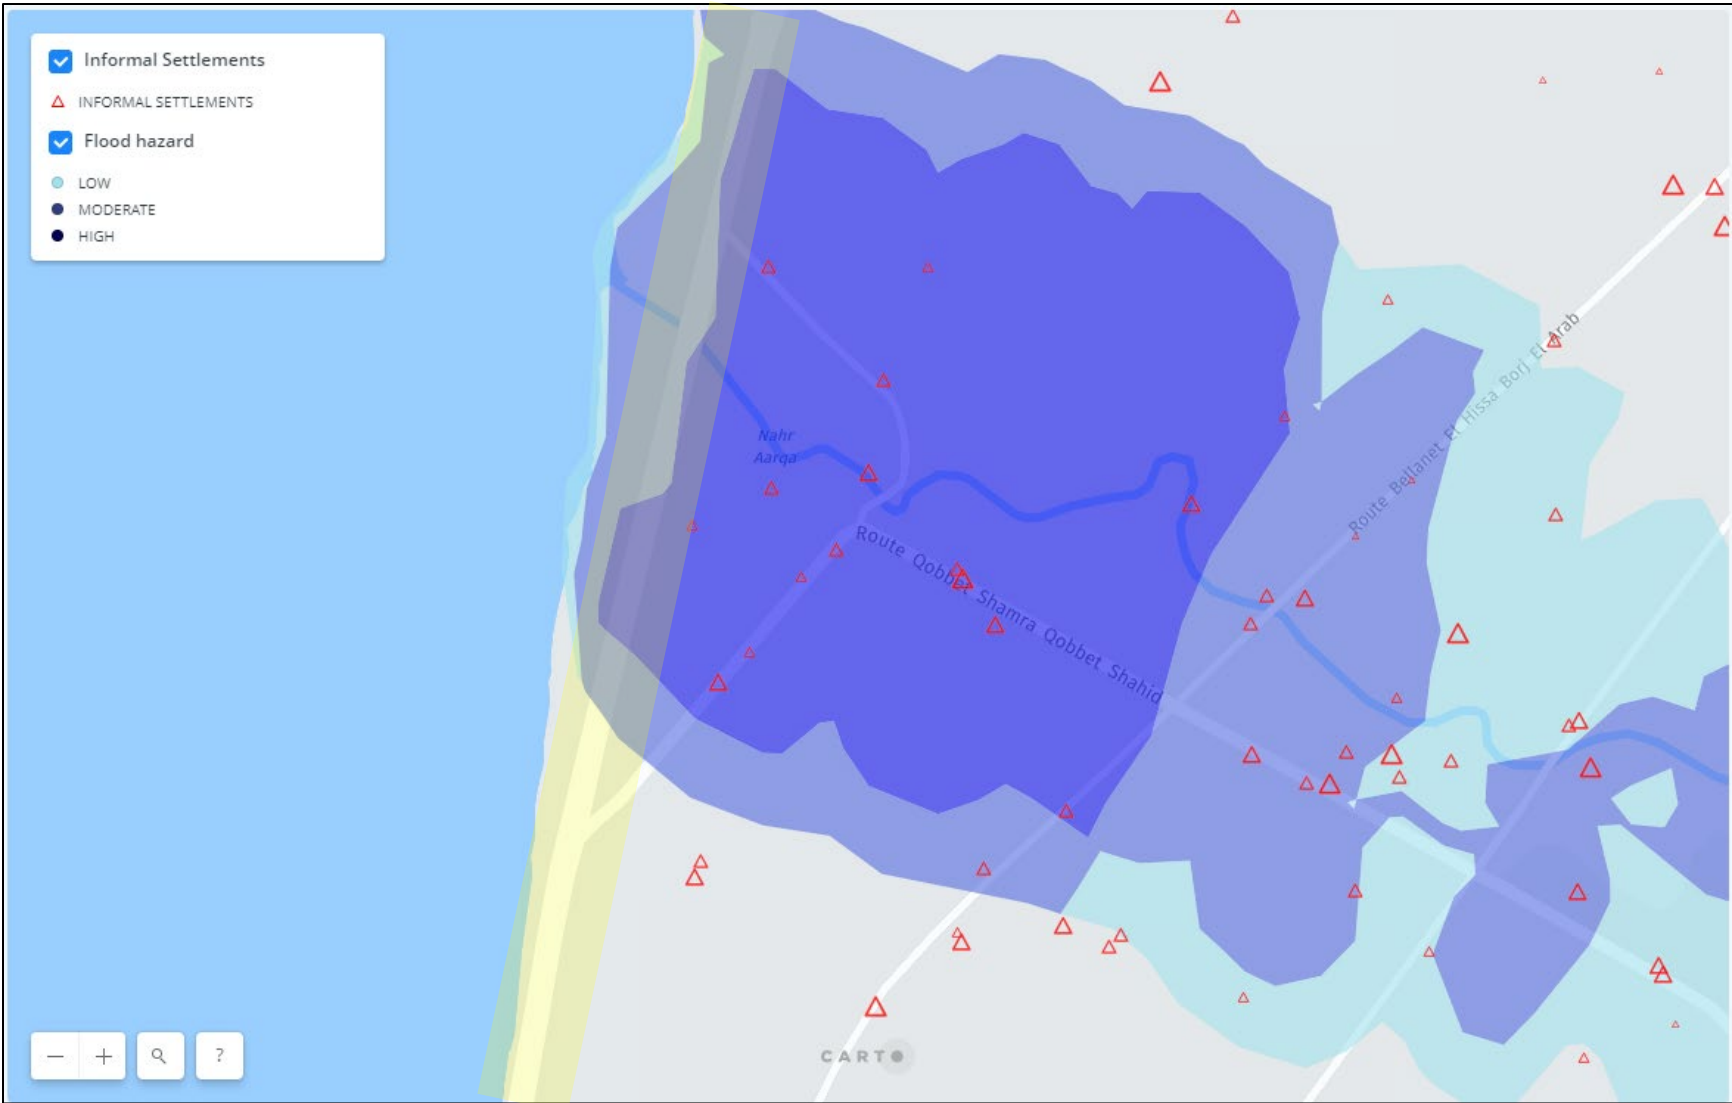 Informal Settlements
INFORMAL SETTLEMENTS
Flood hazard
LOW
MODERATE
HIGH
Nahr
Aarqa
Route Qobbet Shamra Qobbet Shahid
Route Bellanet El Hissa Borj El Arab
− + ?
CARTO